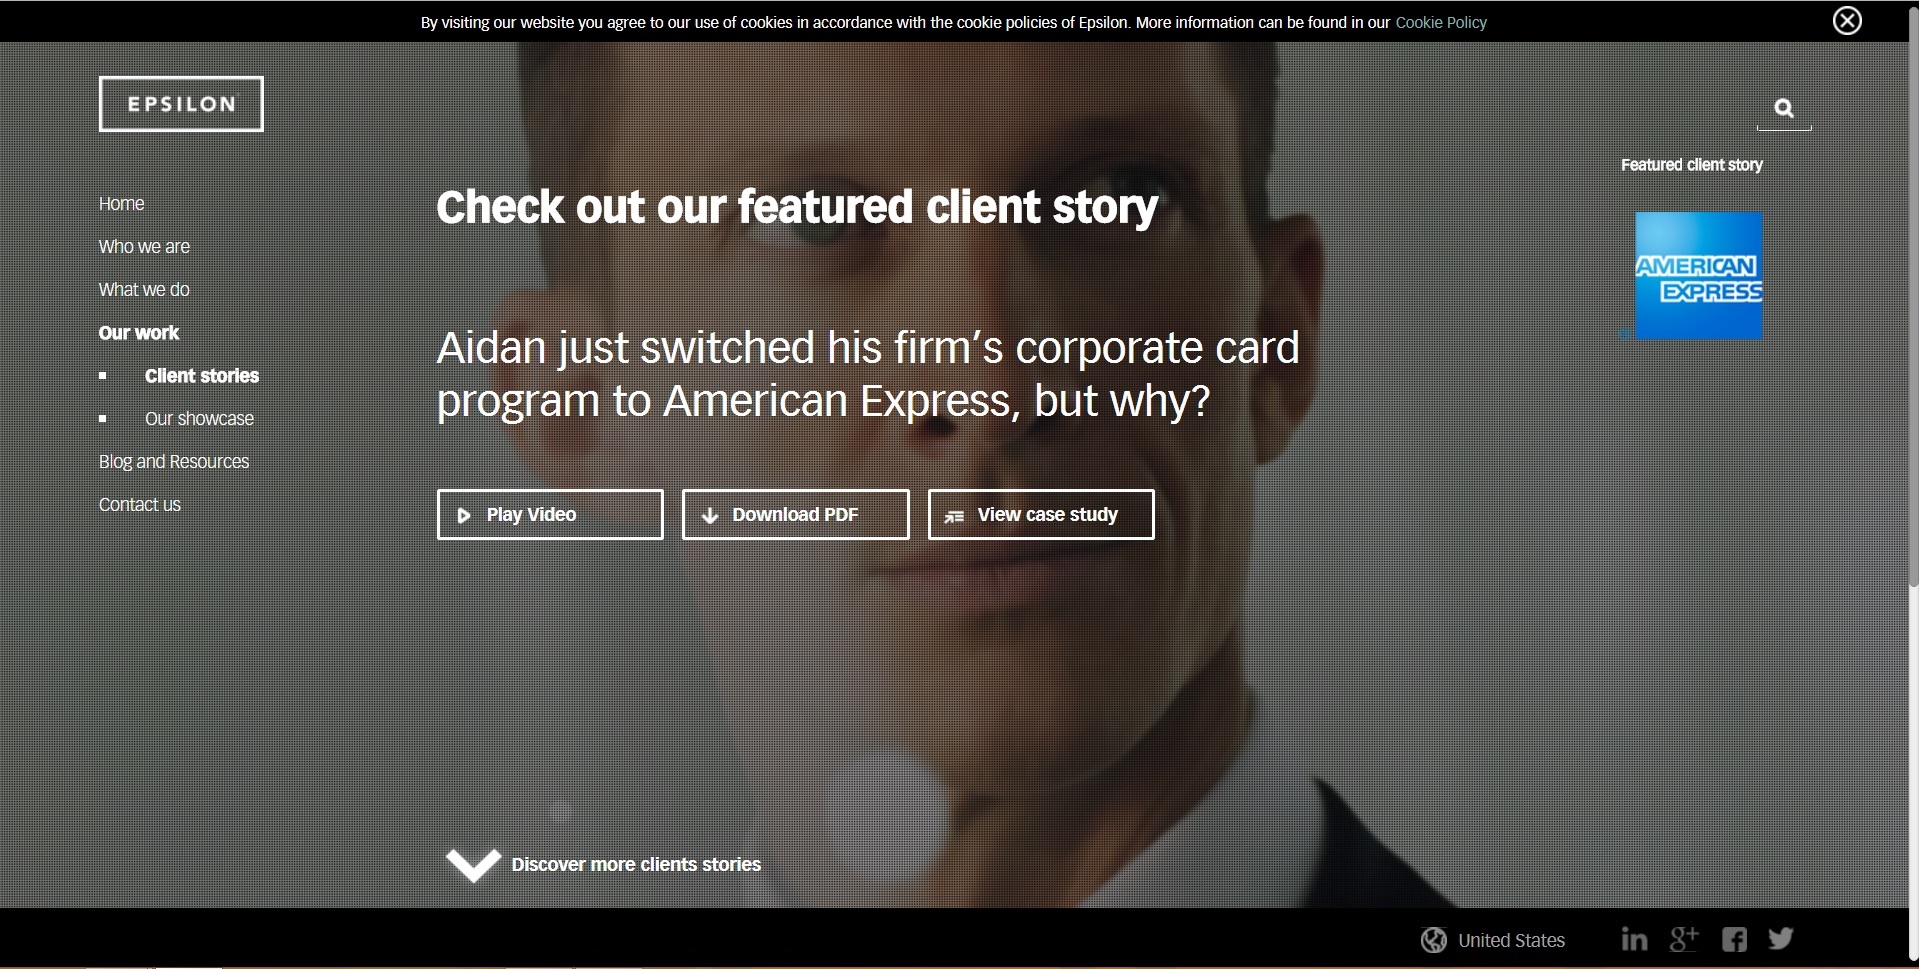 By visiting our website you agree to our use of cookies in accordance with the cookie policies of Epsilon. More information can be found in our Cookie Policy
EPSILON
Home
Who we are
What we do
Our work
Client stories
Our showcase
Blog and Resources
Contact us
Check out our featured client story
Aidan just switched his firm’s corporate card
program to American Express, but why?
Play Video
Download PDF
View case study
Discover more clients stories
Featured client story
AMERICAN
EXPRESS
United States
in
g+
f